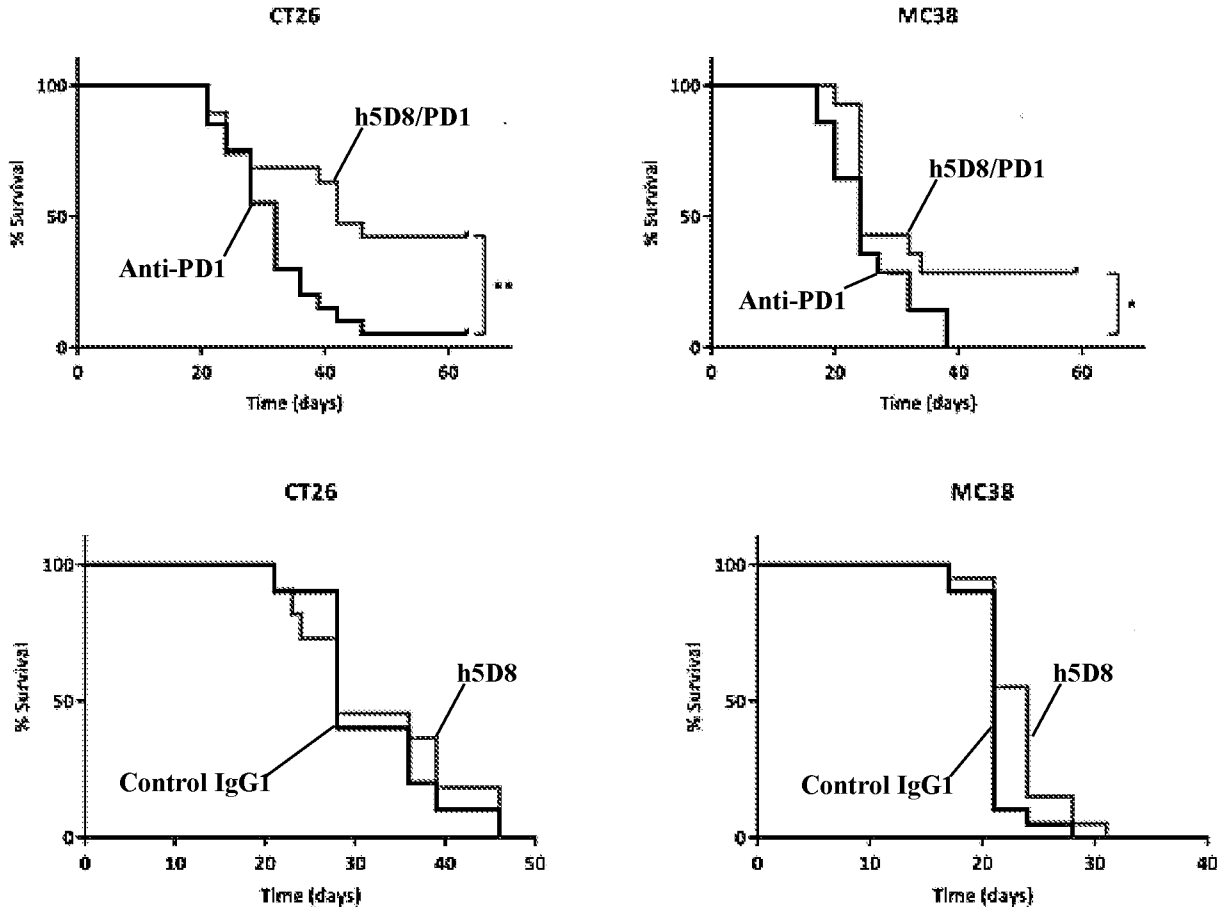 CT26
100
50
0
% Survival
h5D8/PD1
Anti-PD1
**
0 20 40 60
Time (days)
MC38
100
50
0
% Survival
h5D8/PD1
Anti-PD1
*
0 20 40 60
Time (days)
CT26
100
50
0
% Survival
h5D8
Control IgG1
0 10 20 30 40 50
Time (days)
MC38
100
50
0
% Survival
h5D8
Control IgG1
0 10 20 30 40
Time (days)